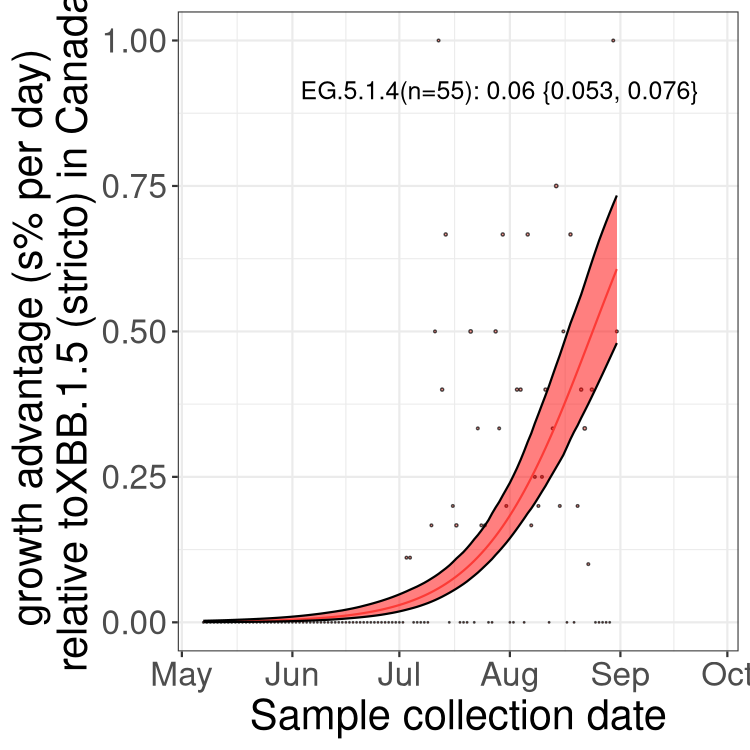 growth advantage (s% per day)
relative toXBB.1.5 (stricto) in Canada
1.00
0.75
0.50
0.25
0.00
EG.5.1.4(n=55): 0.06 {0.053, 0.076}
May Jun Jul Aug Sep Oct
Sample collection date